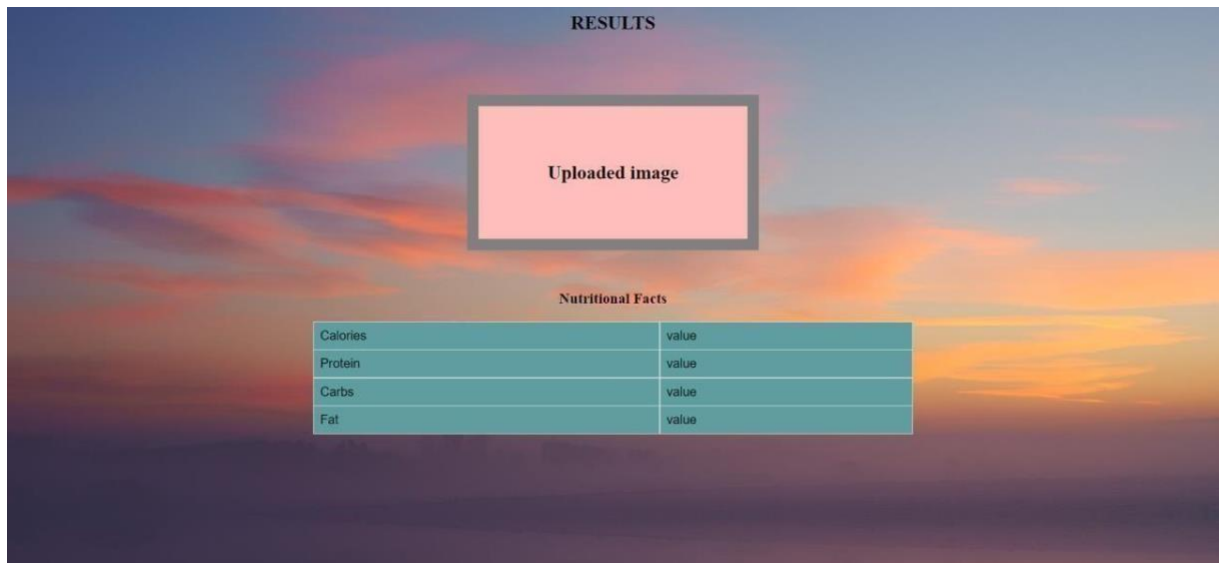 RESULTS
Uploaded image
Nutritional Facts
Calories value
Protein value
Carbs value
Fat value